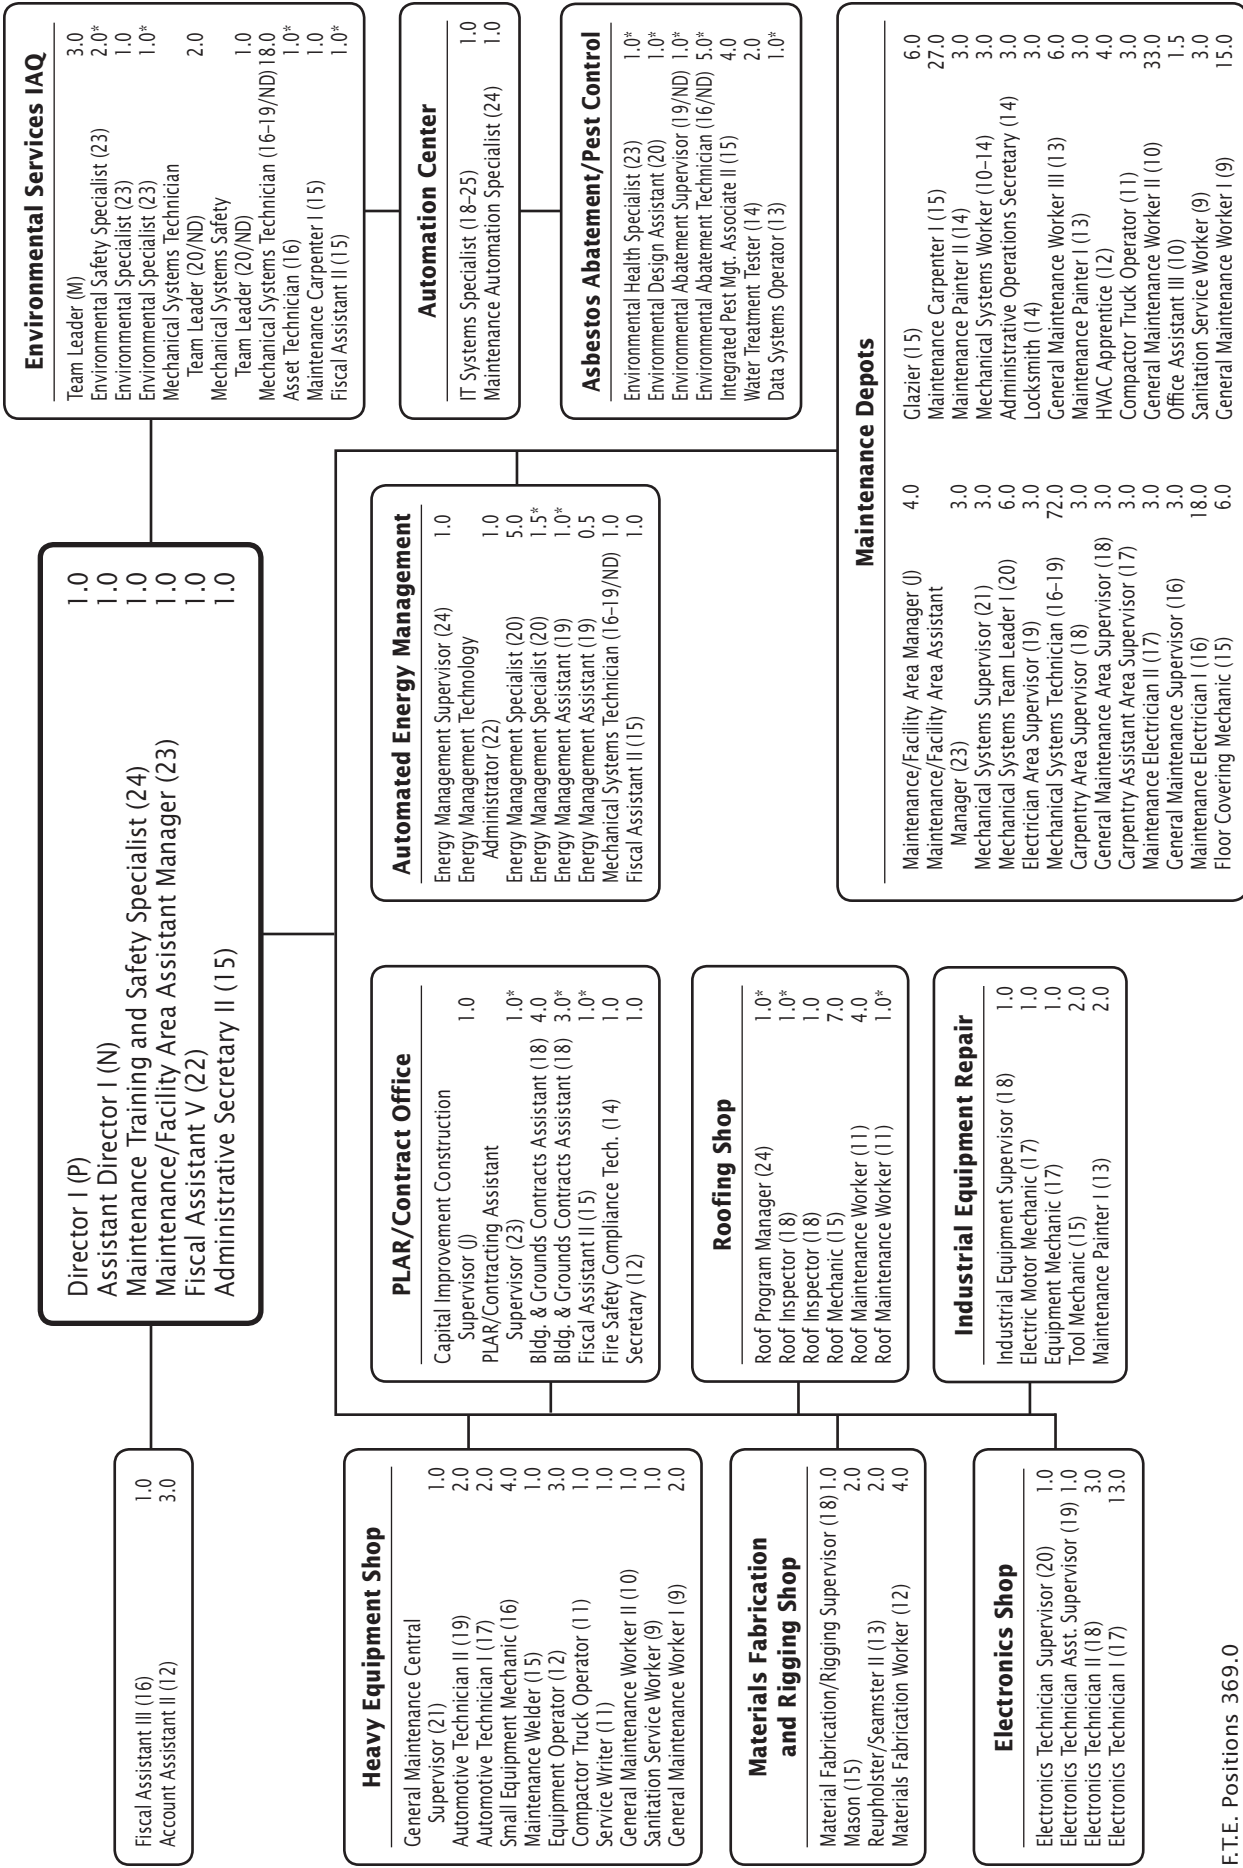 Director I (P) 1.0
Assistant Director I (N) 1.0
Maintenance Training and Safety Specialist (24) 1.0
Maintenance/Facility Area Assistant Manager (23) 1.0
Fiscal Assistant V (22) 1.0
Administrative Secretary II (15) 1.0
Fiscal Assistant III (16) 1.0
Account Assistant II (12) 3.0
Environmental Services IAQ
Team Leader (M) 3.0
Environmental Safety Specialist (23) 2.0*
Environmental Specialist (23) 1.0
Environmental Specialist (23) 1.0*
Mechanical Systems Technician
Team Leader (20/ND) 2.0
Mechanical Systems Safety
Team Leader (20/ND) 1.0
Mechanical Systems Technician (16–19/ND) 18.0
Asset Technician (16) 1.0*
Maintenance Carpenter I (15) 1.0
Fiscal Assistant II (15) 1.0*
Automation Center
IT Systems Specialist (18–25) 1.0
Maintenance Automation Specialist (24) 1.0
Asbestos Abatement/Pest Control
Environmental Health Specialist (23) 1.0*
Environmental Design Assistant (20) 1.0*
Environmental Abatement Supervisor (19/ND) 1.0*
Environmental Abatement Technician (16/ND) 5.0*
Integrated Pest Mgt. Associate II (15) 4.0
Water Treatment Tester (14) 2.0
Data Systems Operator (13) 1.0*
Heavy Equipment Shop
General Maintenance Central
Supervisor (21) 1.0
Automotive Technician II (19) 2.0
Automotive Technician I (17) 2.0
Small Equipment Mechanic (16) 4.0
Maintenance Welder (15) 1.0
Equipment Operator (12) 3.0
Compactor Truck Operator (11) 1.0
Service Writer (11) 1.0
General Maintenance Worker II (10) 1.0
Sanitation Service Worker (9) 1.0
General Maintenance Worker I (9) 2.0
PLAR/Contract Office
Capital Improvement Construction
Supervisor (J) 1.0
PLAR/Contracting Assistant
Supervisor (23) 1.0*
Bldg. & Grounds Contracts Assistant (18) 4.0
Bldg. & Grounds Contracts Assistant (18) 3.0*
Fiscal Assistant II (15) 1.0*
Fire Safety Compliance Tech. (14) 1.0
Secretary (12) 1.0
Automated Energy Management
Energy Management Supervisor (24) 1.0
Energy Management Technology
Administrator (22) 1.0
Energy Management Specialist (20) 5.0
Energy Management Specialist (20) 1.5*
Energy Management Assistant (19) 1.0*
Energy Management Assistant (19) 0.5
Mechanical Systems Technician (16–19/ND) 1.0
Fiscal Assistant II (15) 1.0
Materials Fabrication
and Rigging Shop
Material Fabrication/Rigging Supervisor (18) 1.0
Mason (15) 2.0
Reupholster/Seamster II (13) 2.0
Materials Fabrication Worker (12) 4.0
Roofing Shop
Roof Program Manager (24) 1.0*
Roof Inspector (18) 1.0*
Roof Inspector (18) 1.0
Roof Mechanic (15) 7.0
Roof Maintenance Worker (11) 4.0
Roof Maintenance Worker (11) 1.0*
Electronics Shop
Electronics Technician Supervisor (20) 1.0
Electronics Technician Asst. Supervisor (19) 1.0
Electronics Technician II (18) 3.0
Electronics Technician I (17) 13.0
Industrial Equipment Repair
Industrial Equipment Supervisor (18) 1.0
Electric Motor Mechanic (17) 1.0
Equipment Mechanic (17) 1.0
Tool Mechanic (15) 2.0
Maintenance Painter I (13) 2.0
Maintenance Depots
Maintenance/Facility Area Manager (J) 4.0
Maintenance/Facility Area Assistant
Manager (23) 3.0
Mechanical Systems Supervisor (21) 3.0
Mechanical Systems Team Leader I (20) 6.0
Electrician Area Supervisor (19) 3.0
Mechanical Systems Technician (16–19) 72.0
Carpentry Area Supervisor (18) 3.0
General Maintenance Area Supervisor (18) 3.0
Carpentry Assistant Area Supervisor (17) 3.0
Maintenance Electrician II (17) 3.0
General Maintenance Supervisor (16) 3.0
Maintenance Electrician I (16) 18.0
Floor Covering Mechanic (15) 6.0
Glazier (15) 6.0
Maintenance Carpenter I (15) 27.0
Maintenance Painter II (14) 3.0
Mechanical Systems Worker (10–14) 3.0
Administrative Operations Secretary (14) 3.0
Locksmith (14) 3.0
General Maintenance Worker III (13) 6.0
Maintenance Painter I (13) 3.0
HVAC Apprentice (12) 4.0
Compactor Truck Operator (11) 3.0
General Maintenance Worker II (10) 33.0
Office Assistant III (10) 1.5
Sanitation Service Worker (9) 3.0
General Maintenance Worker I (9) 15.0
F.T.E. Positions 369.0